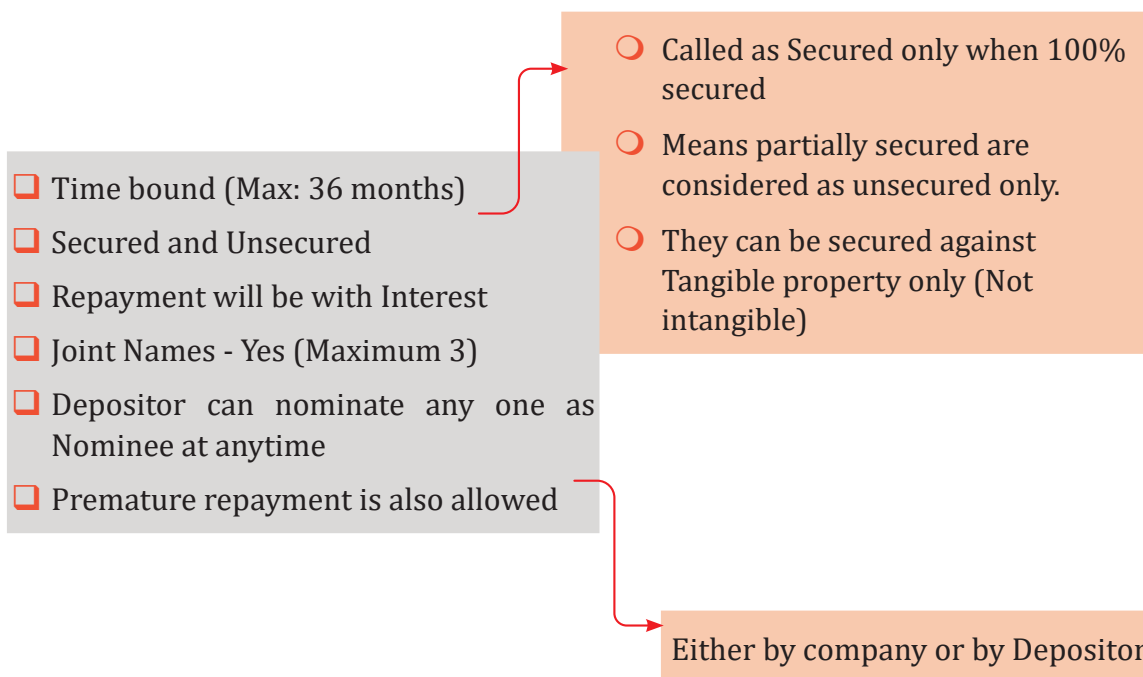 Called as Secured only when 100%
secured
Means partially secured are
considered as unsecured only.
They can be secured against
Tangible property only (Not
intangible)
Time bound (Max: 36 months)
Secured and Unsecured
Repayment will be with Interest
Joint Names - Yes (Maximum 3)
Depositor can nominate any one as
Nominee at anytime
Premature repayment is also allowed
Either by company or by Depositor